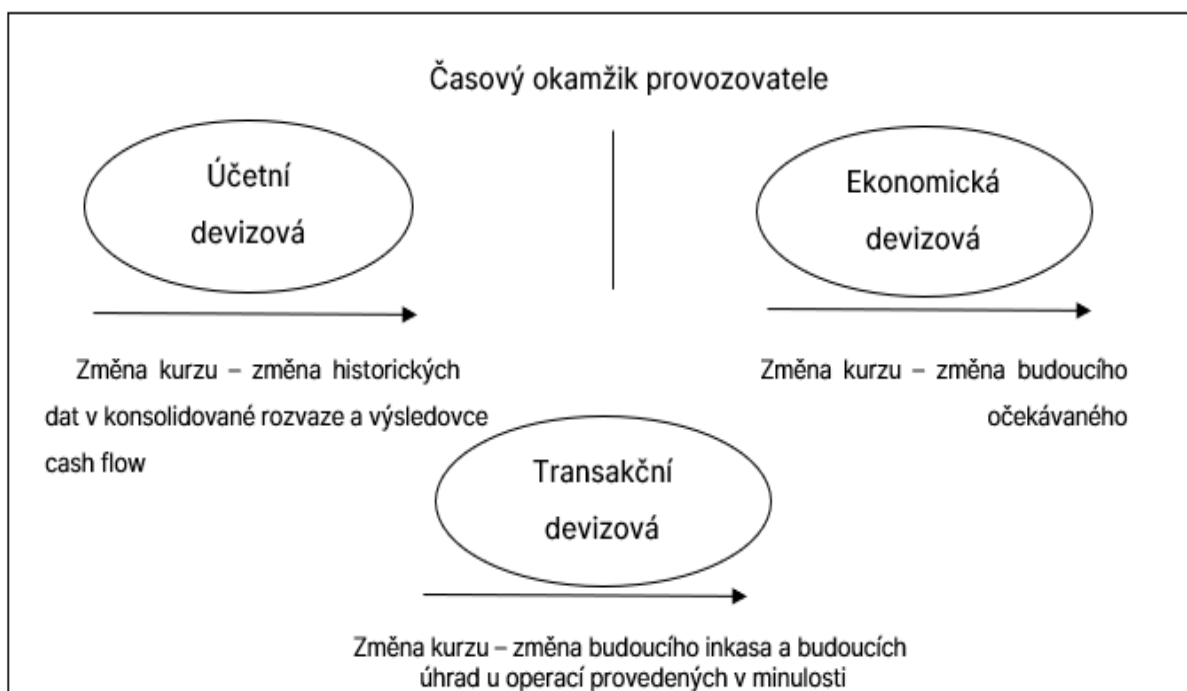 Časový okamžik provozovatele
Účetní
devizová
Ekonomická
devizová
Změna kurzu – změna historických
dat v konsolidované rozvaze a výsledovce
cash flow
Změna kurzu – změna budoucího
očekávaného
Transakční
devizová
Změna kurzu – změna budoucího inkasa a budoucích
úhrad u operací provedených v minulosti